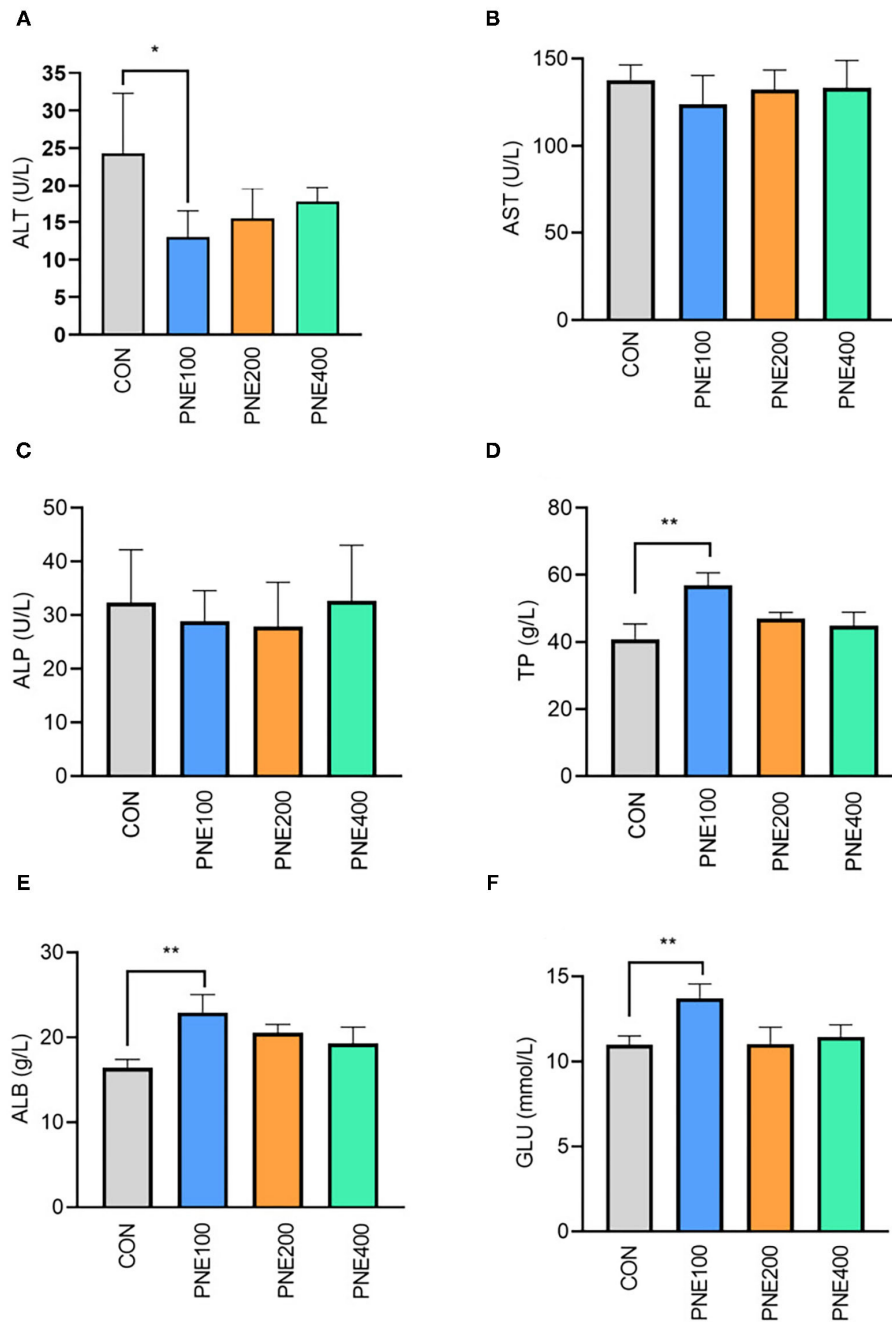 A
*
35
30
25
20
15
10
5
0
ALT (U/L)
CON
PNE100
PNE200
PNE400
B
150
100
50
0
AST (U/L)
CON
PNE100
PNE200
PNE400
C
50
40
30
20
10
0
ALP (U/L)
CON
PNE100
PNE200
PNE400
D
**
80
60
40
20
0
TP (g/L)
CON
PNE100
PNE200
PNE400
E
**
30
20
10
0
ALB (g/L)
CON
PNE100
PNE200
PNE400
F
**
15
10
5
0
GLU (mmol/L)
CON
PNE100
PNE200
PNE400